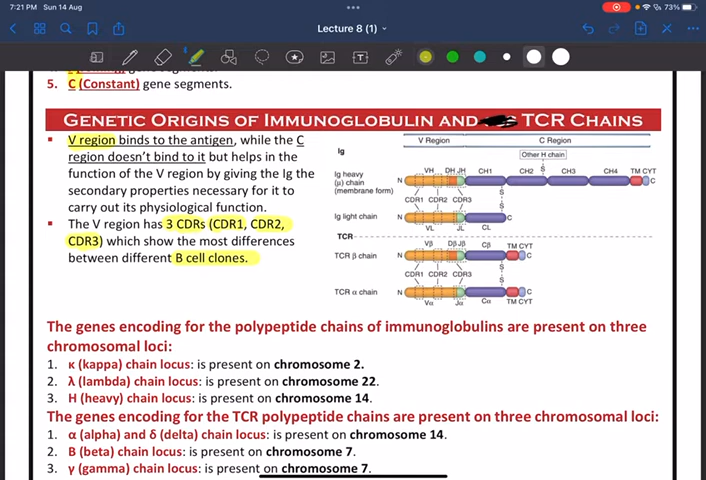 7:21 PM Sun 14 Aug
73%
Lecture 8 (1)
gene segments.
5. C (Constant) gene segments.
GENETIC ORIGINS OF IMMUNOGLOBULIN AND TCR CHAINS
▪ V region binds to the antigen, while the C
region doesn't bind to it but helps in the
function of the V region by giving the Ig the
secondary properties necessary for it to
carry out its physiological function.
▪ The V region has 3 CDRs (CDR1, CDR2,
CDR3) which show the most differences
between different B cell clones.
V Region C Region
Ig Other H chain
VH DH JH CH1 CH2 S CH3 CH4 TM CYT
Ig heavy
(μ) chain
(membrane form)
N C
S
CDR1 CDR2 CDR3
S
Ig light chain N C
VL JL CL
TCR
Vβ Dβ Jβ Cβ TM CYT
TCR β chain N C
S
CDR1 CDR2 CDR3
S
TCR α chain N C
Vα Jα Cα TM CYT
The genes encoding for the polypeptide chains of immunoglobulins are present on three
chromosomal loci:
1. κ (kappa) chain locus: is present on chromosome 2.
2. λ (lambda) chain locus: is present on chromosome 22.
3. H (heavy) chain locus: is present on chromosome 14.
The genes encoding for the TCR polypeptide chains are present on three chromosomal loci:
1. α (alpha) and δ (delta) chain locus: is present on chromosome 14.
2. Β (beta) chain locus: is present on chromosome 7.
3. γ (gamma) chain locus: is present on chromosome 7.